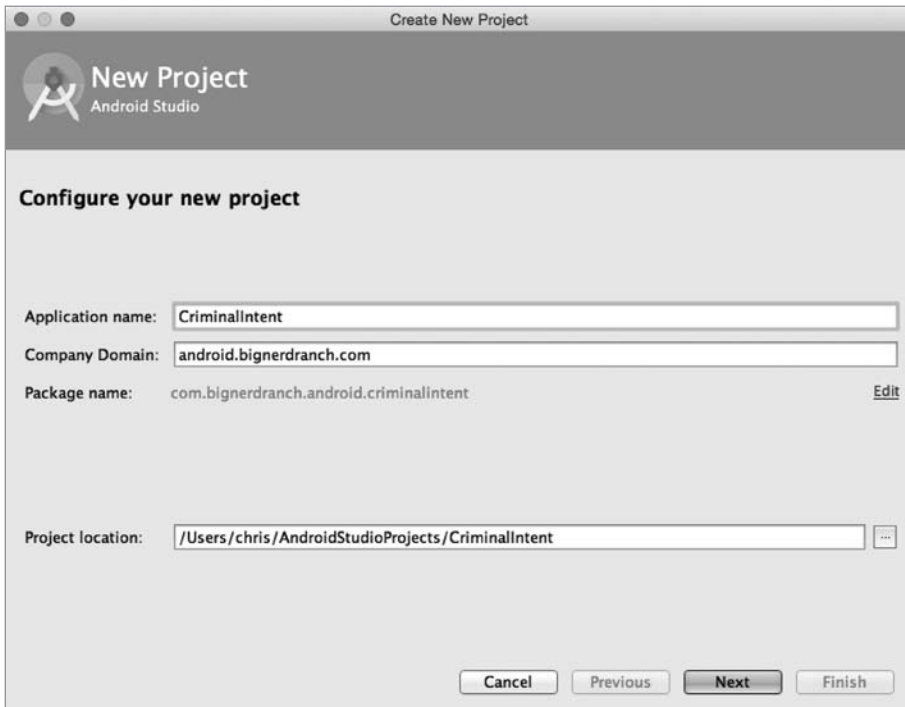 Create New Project
New Project
Android Studio
Configure your new project
Application name: CriminalIntent
Company Domain: android.bignerdranch.com
Package name: com.bignerdranch.android.criminalintent Edit
Project location: /Users/chris/AndroidStudioProjects/CriminalIntent ...
Cancel Previous Next Finish